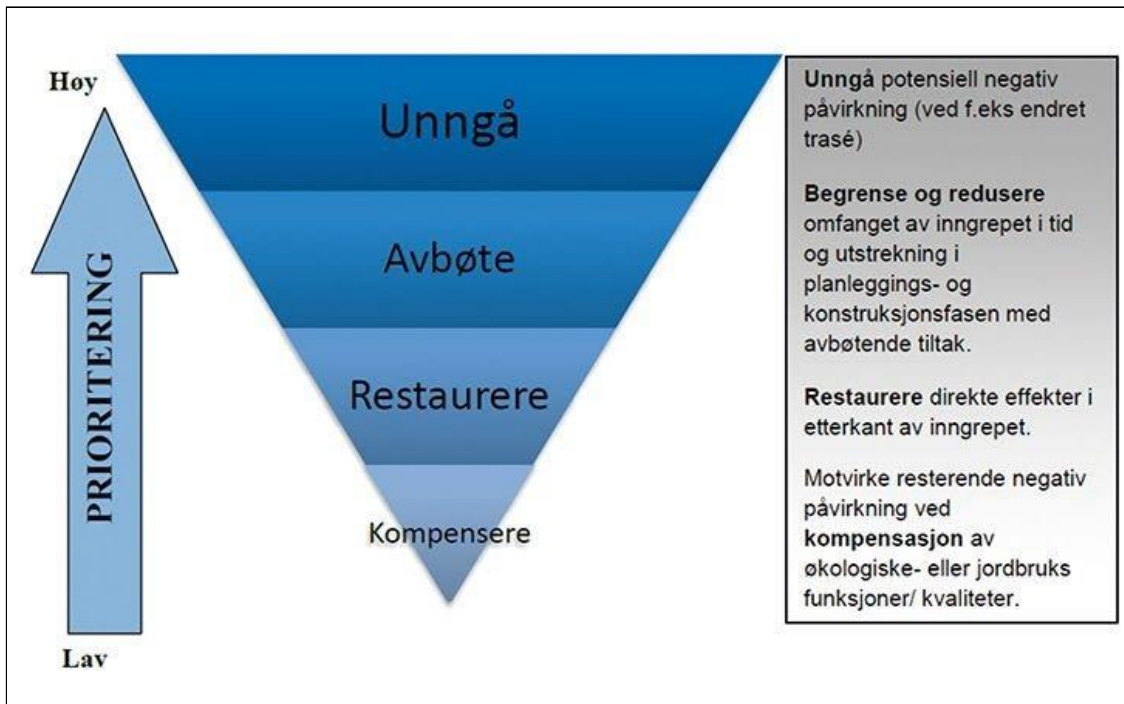 Høy
PRIORITERING
Lav
Unngå
Avbøte
Restaurere
Kompensere
Unngå potensiell negativ
påvirkning (ved f.eks endret
trasé)
Begrense og redusere
omfanget av inngrepet i tid
og utstrekning i
planleggings- og
konstruksjonsfasen med
avbøtende tiltak.
Restaurere direkte effekter i
etterkant av inngrepet.
Motvirke resterende negativ
påvirkning ved
kompensasjon av
økologiske- eller jordbruks
funksjoner/ kvaliteter.